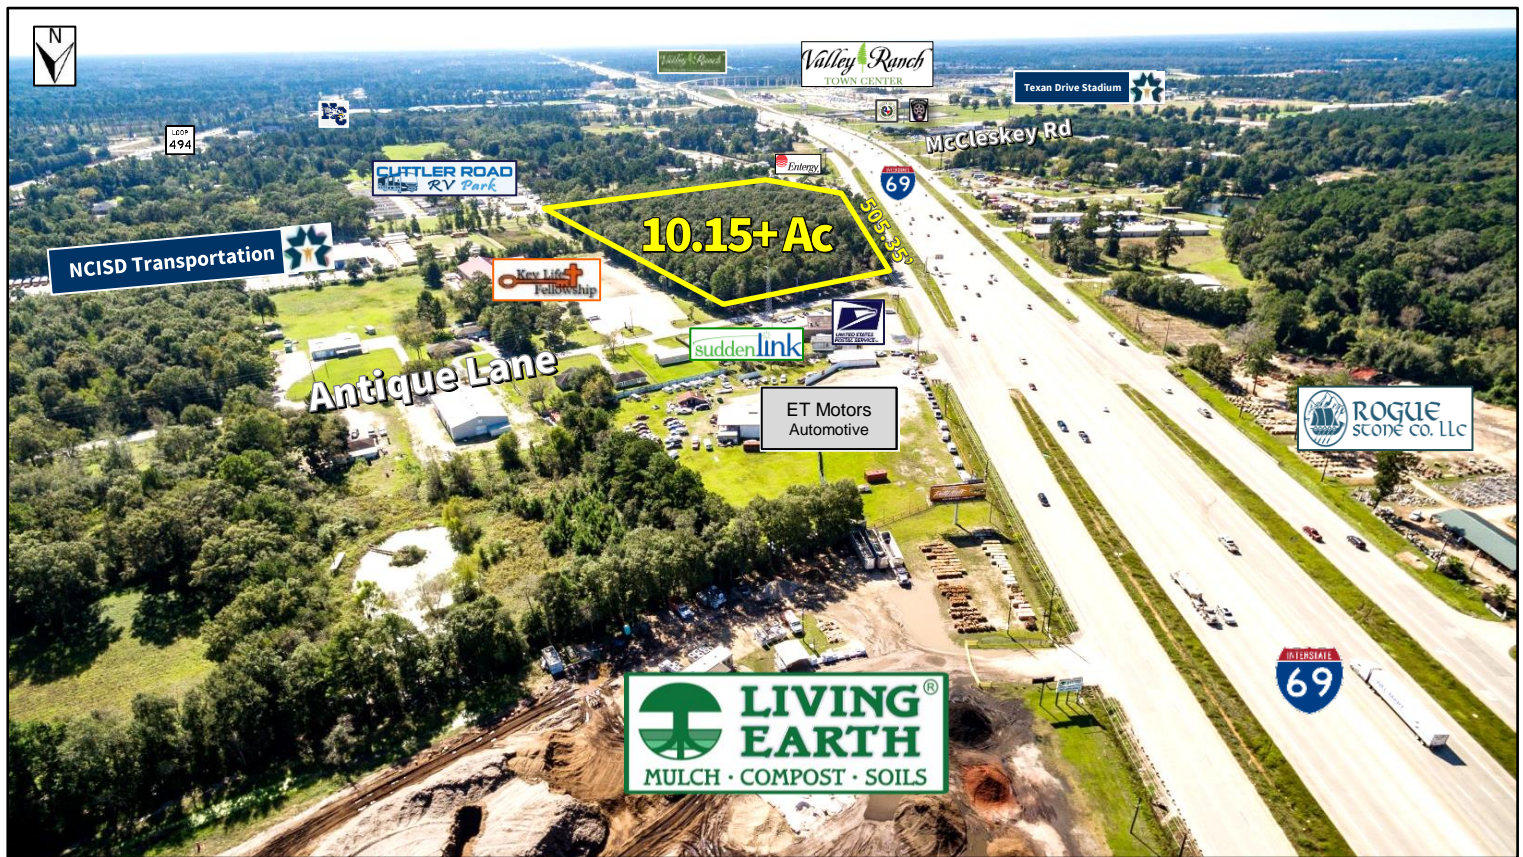 N
Valley Ranch
Valley Ranch
TOWN CENTER
Texan Drive Stadium
NC
LOOP
494
McCleskey Rd
Entergy
CUTTLER ROAD
RV Park
INTERSTATE
69
505.35'
10.15+ Ac
NCISD Transportation
Key Life
Fellowship
UNITED STATES
POSTAL SERVICE
suddenlink
Antique Lane
ET Motors
Automotive
ROGUE
STONE CO. LLC
INTERSTATE
69
LIVING
EARTH®
MULCH · COMPOST · SOILS